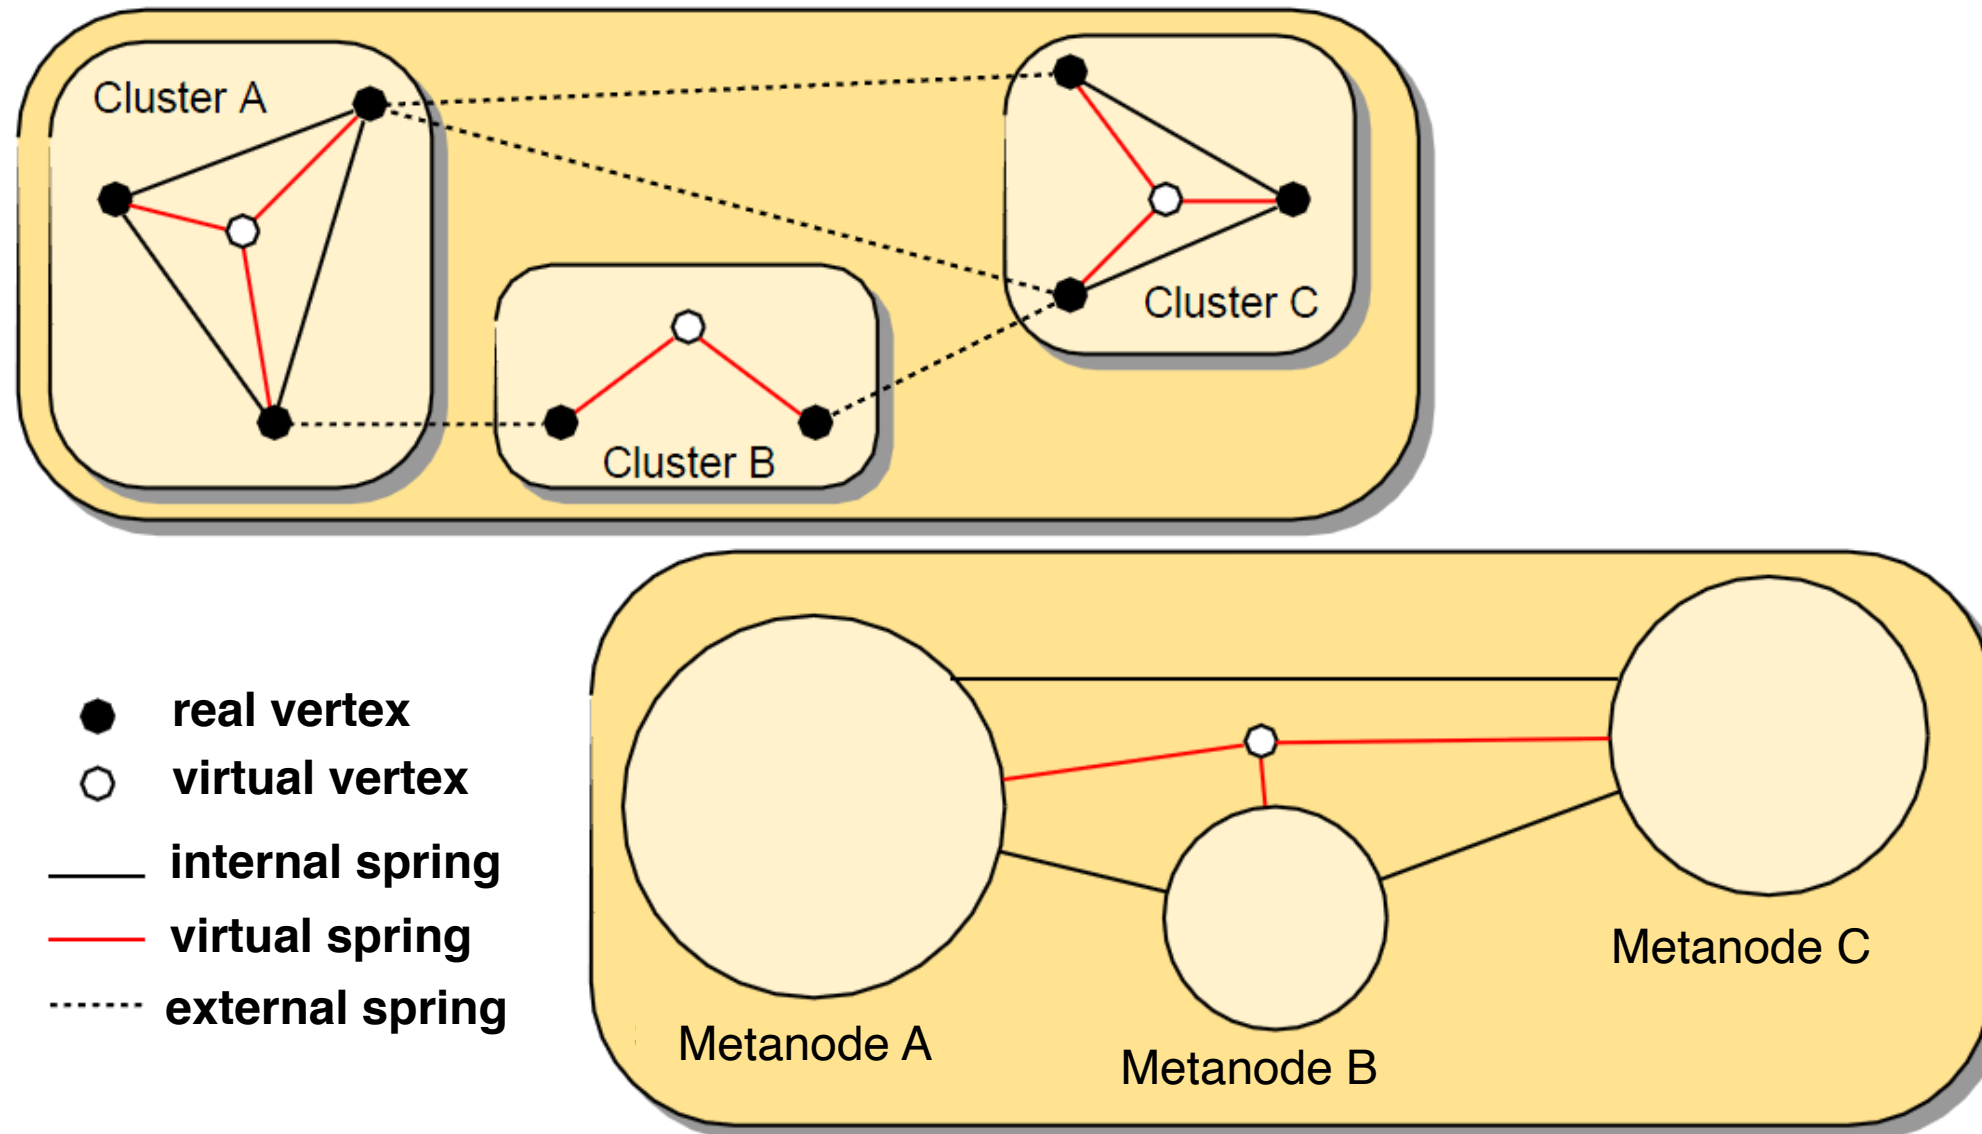 Cluster A
Cluster C
Cluster B
real vertex
virtual vertex
internal spring
virtual spring
external spring
Metanode C
Metanode A
Metanode B